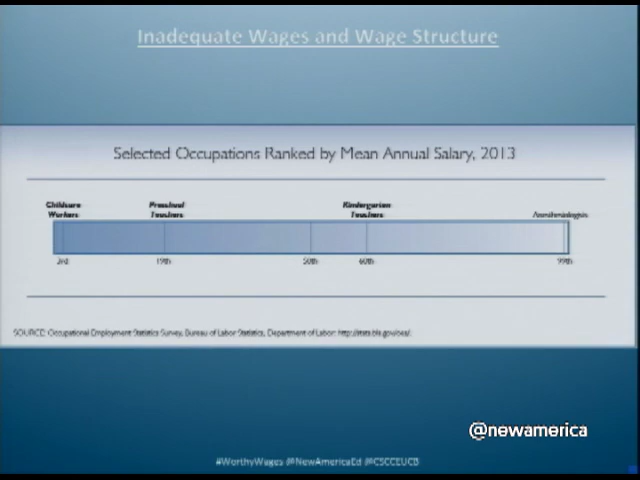 Inadequate Wages and Wage Structure
Selected Occupations Ranked by Mean Annual Salary, 2013
Childcare Workers
Preschool Teachers
Kindergarten Teachers
Anesthesiologists
3rd 19th 50th 60th 99th
SOURCE: Occupational Employment Statistics Survey, Bureau of Labor Statistics, Department of Labor: http://stats.bls.gov/oes/.
@newamerica
#WorthyWages @NewAmericaEd @CSCCEUCB